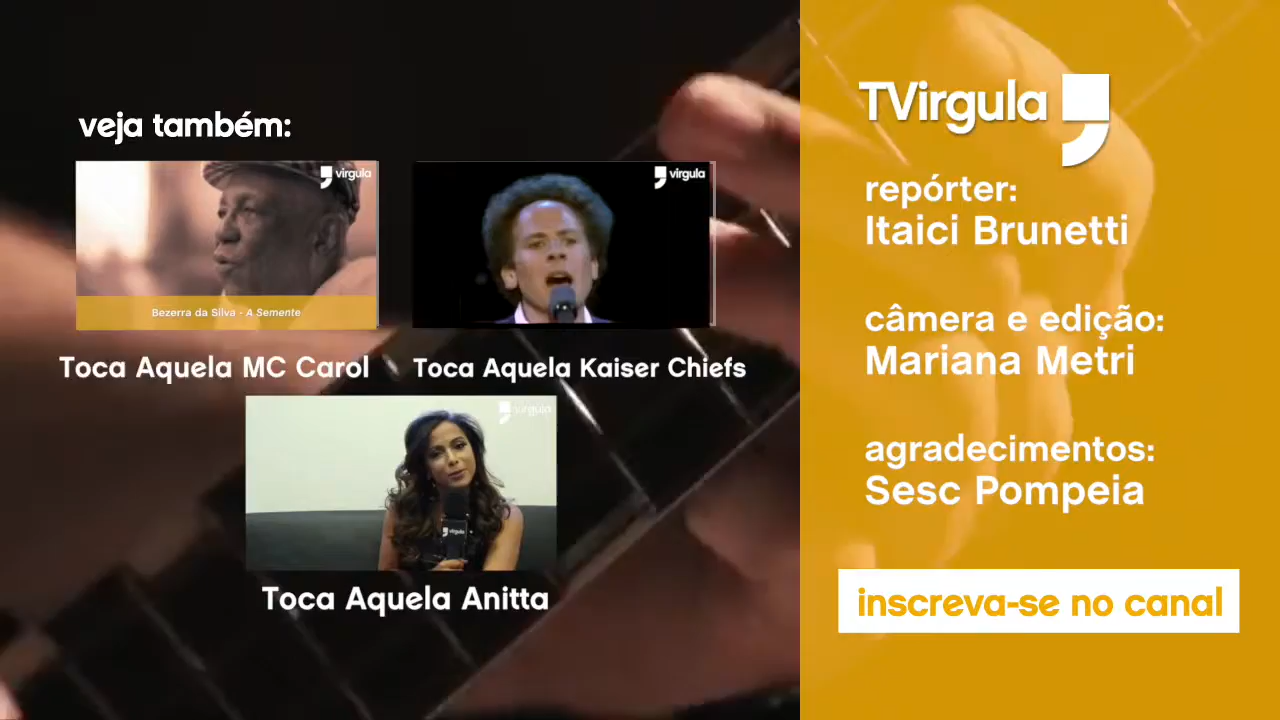 veja também:
virgula
Bezerra da Silva - A Semente
Toca Aquela MC Carol
virgula
Toca Aquela Kaiser Chiefs
virgula
virgula
Toca Aquela Anitta
TVirgula
repórter:
Itaici Brunetti
câmera e edição:
Mariana Metri
agradecimentos:
Sesc Pompeia
inscreva-se no canal